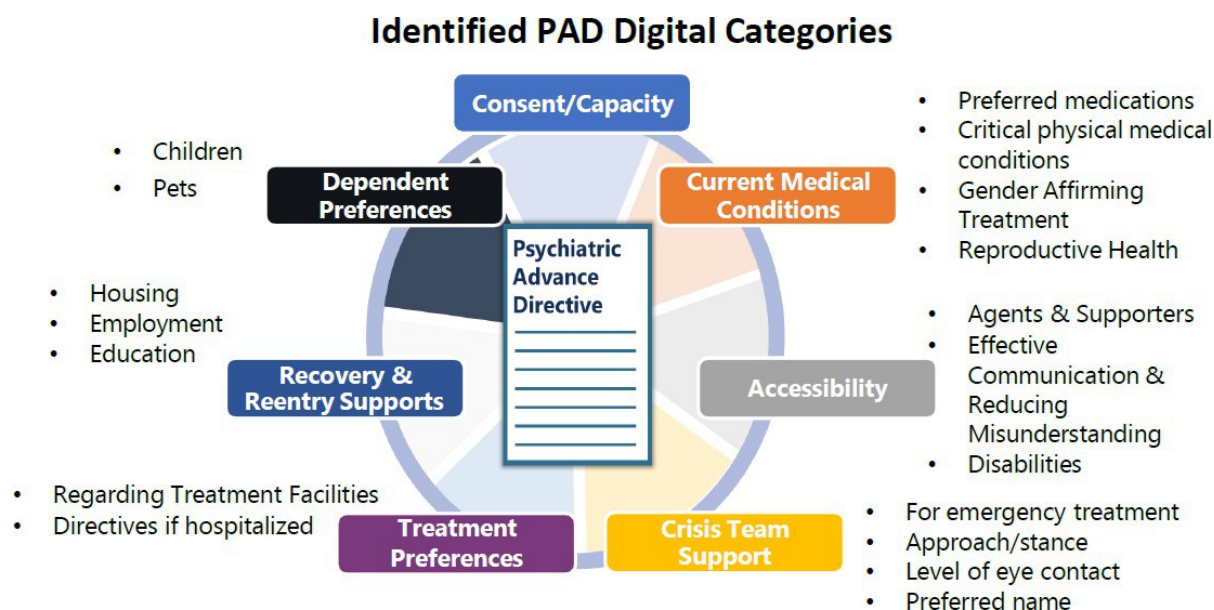 Identified PAD Digital Categories
Consent/Capacity
• Preferred medications
• Critical physical medical
conditions
• Gender Affirming
Treatment
• Reproductive Health
• Children
• Pets
Dependent
Preferences
Current Medical
Conditions
Psychiatric
Advance
Directive
• Housing
• Employment
• Education
• Agents & Supporters
• Effective
Communication &
Reducing
Misunderstanding
• Disabilities
Recovery &
Reentry Supports
Accessibility
• Regarding Treatment Facilities
• Directives if hospitalized
Treatment
Preferences
Crisis Team
Support
• For emergency treatment
• Approach/stance
• Level of eye contact
• Preferred name